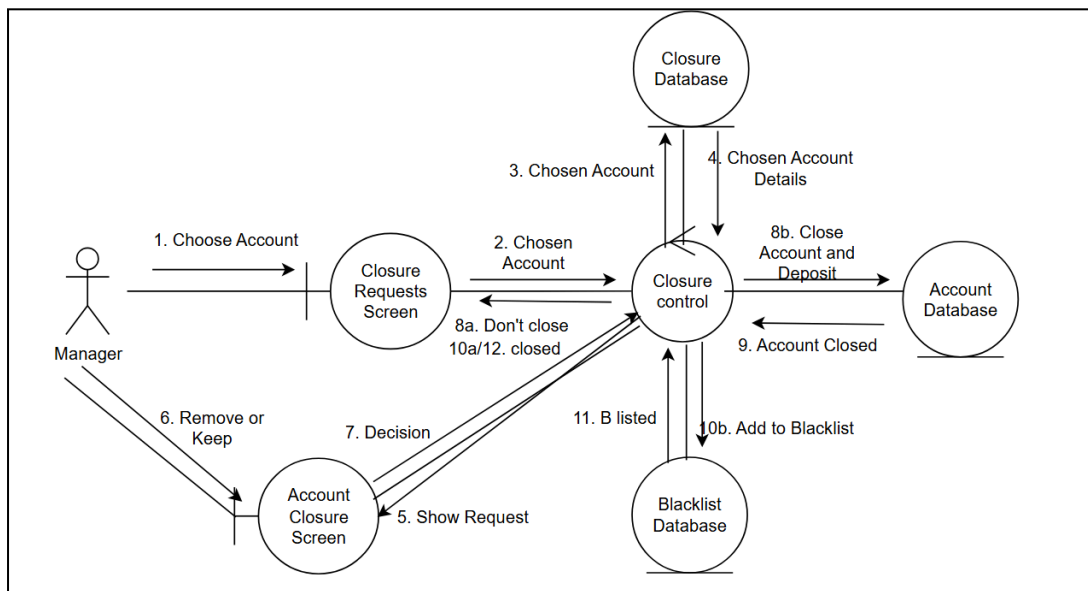 Closure
Database
3. Chosen Account
4. Chosen Account
Details
1. Choose Account
2. Chosen
Account
8b. Close
Account and
Deposit
Closure
Requests
Screen
Closure
control
Account
Database
Manager
8a. Don't close
10a/12. closed
9. Account Closed
6. Remove or
Keep
7. Decision
11. B listed
10b. Add to Blacklist
Account
Closure
Screen
5. Show Request
Blacklist
Database